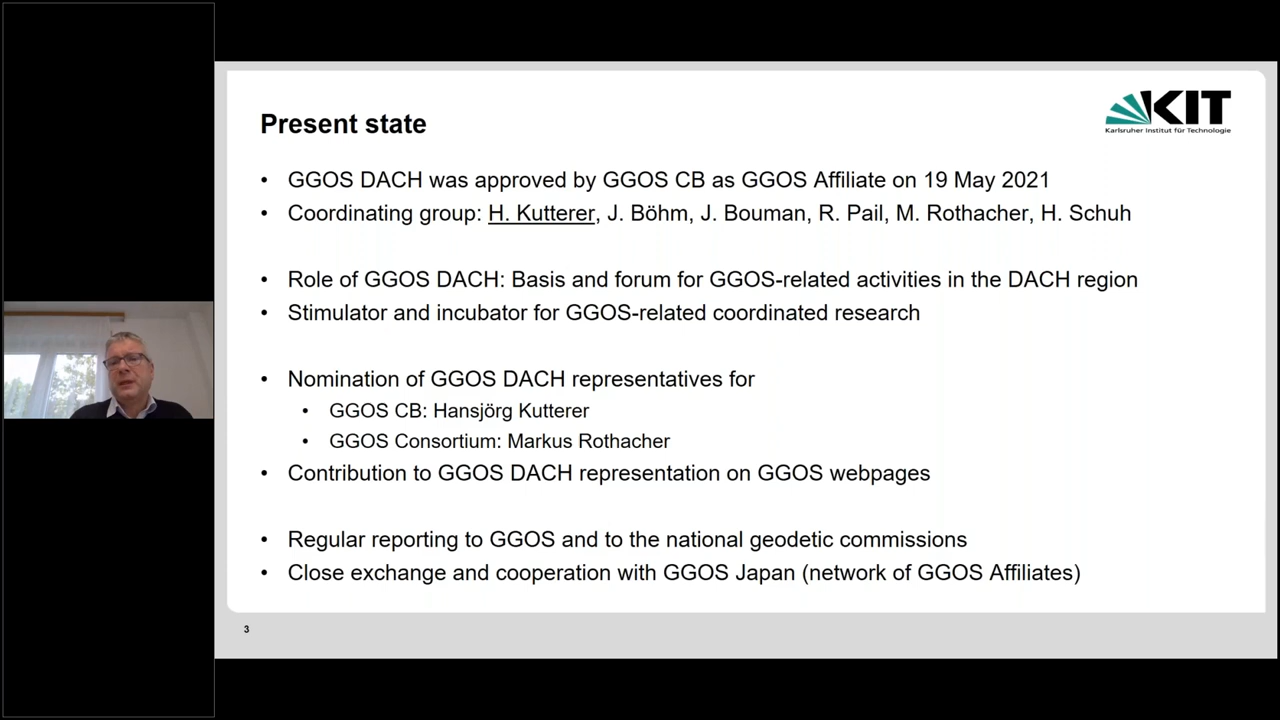 KIT
Karlsruher Institut für Technologie
Present state
• GGOS DACH was approved by GGOS CB as GGOS Affiliate on 19 May 2021
• Coordinating group: H. Kutterer, J. Böhm, J. Bouman, R. Pail, M. Rothacher, H. Schuh
• Role of GGOS DACH: Basis and forum for GGOS-related activities in the DACH region
• Stimulator and incubator for GGOS-related coordinated research
• Nomination of GGOS DACH representatives for
• GGOS CB: Hansjörg Kutterer
• GGOS Consortium: Markus Rothacher
• Contribution to GGOS DACH representation on GGOS webpages
• Regular reporting to GGOS and to the national geodetic commissions
• Close exchange and cooperation with GGOS Japan (network of GGOS Affiliates)
3